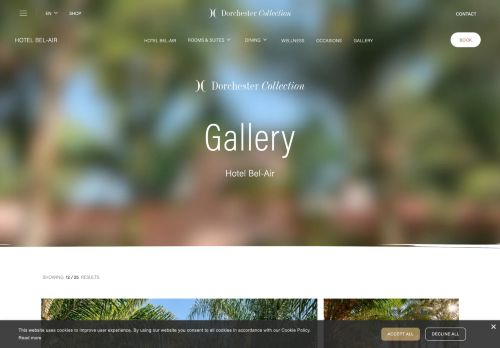 EN SHOP Dorchester Collection CONTACT
HOTEL BEL-AIR HOTEL BEL-AIR ROOMS & SUITES DINING WELLNESS OCCASIONS GALLERY BOOK
Dorchester Collection
Gallery
Hotel Bel-Air
SHOWING 12 / 35 RESULTS
This website uses cookies to improve user experience. By using our website you consent to all cookies in accordance with our Cookie Policy.
Read more
ACCEPT ALL DECLINE ALL